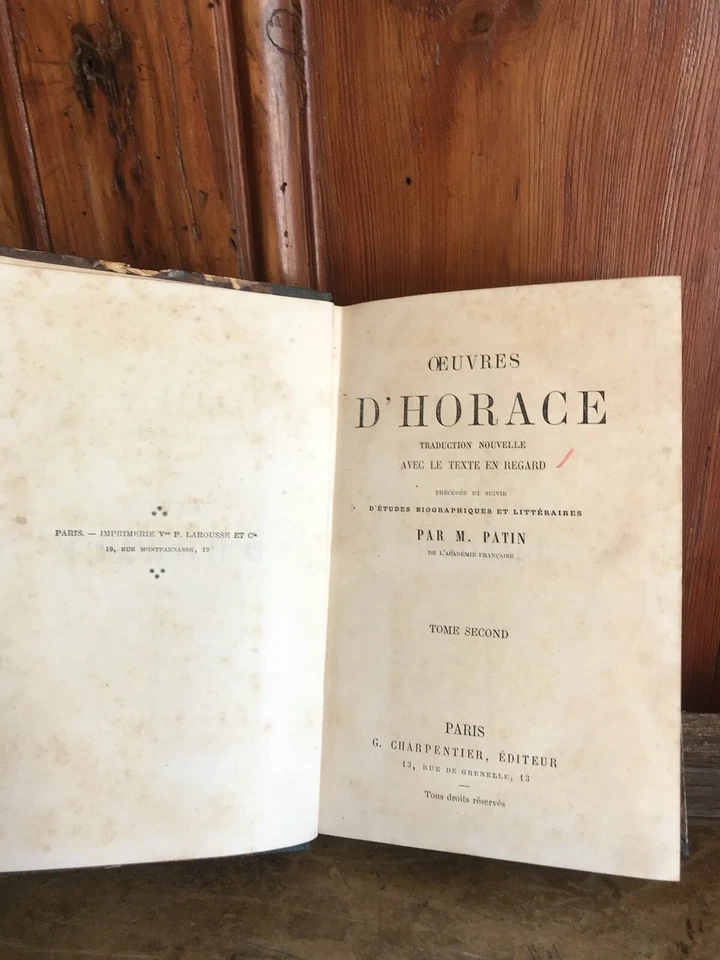 PARIS. — IMPRIMERIE Vve P. LAROUSSE ET Cie
19, RUE MONTPARNASSE, 19
ŒUVRES
D'HORACE
TRADUCTION NOUVELLE
AVEC LE TEXTE EN REGARD
PRÉCÉDÉE ET SUIVIE
D'ÉTUDES BIOGRAPHIQUES ET LITTÉRAIRES
PAR M. PATIN
DE L'ACADÉMIE FRANÇAISE
TOME SECOND
PARIS
G. CHARPENTIER, ÉDITEUR
13, RUE DE GRENELLE, 13
Tous droits réservés